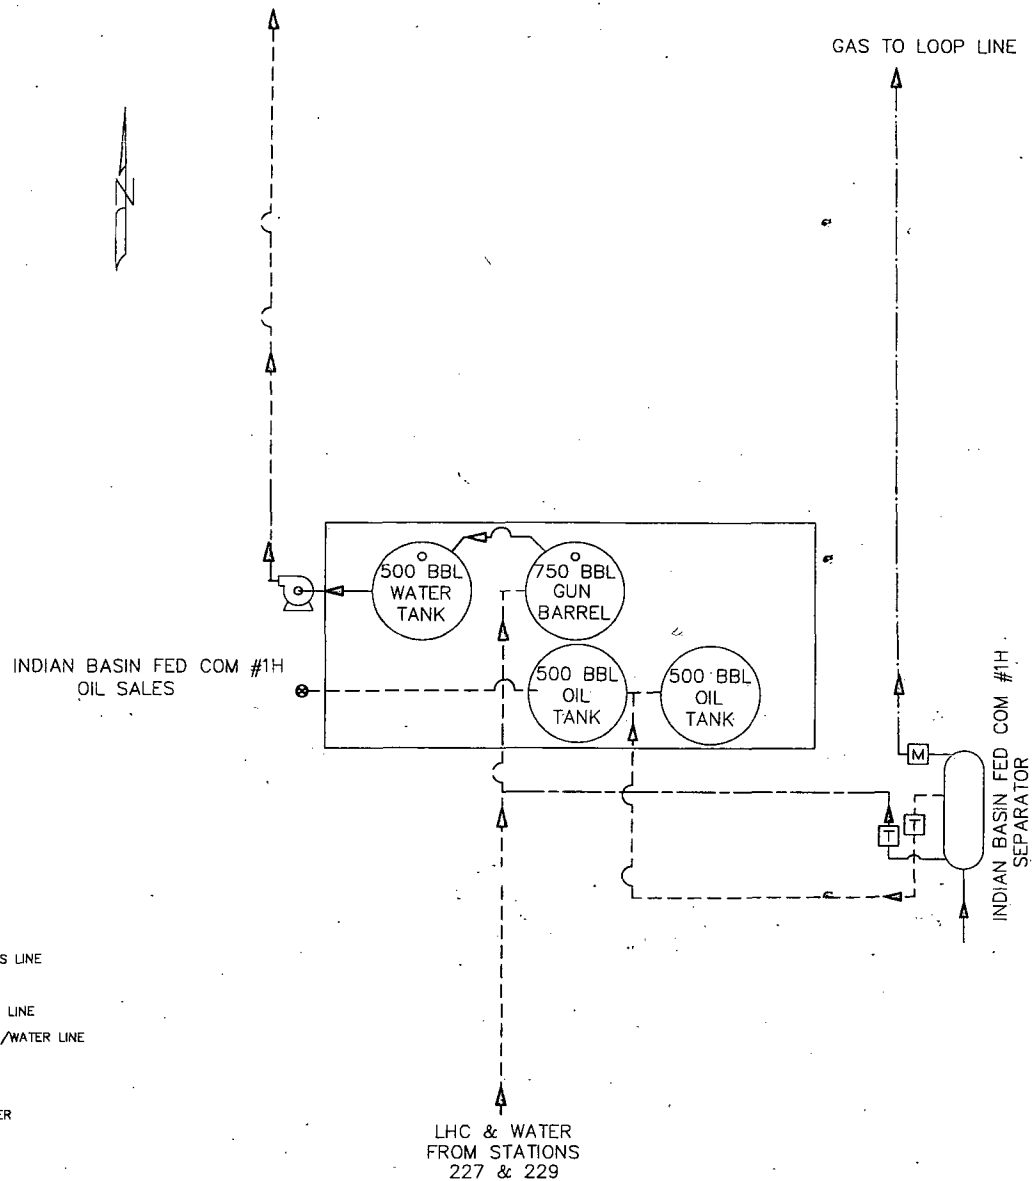 GAS TO LOOP LINE
N
500 BBL
WATER
TANK
750 BBL
GUN
BARREL
INDIAN BASIN FED COM #1H
OIL SALES
500 BBL
OIL
TANK
500 BBL
OIL
TANK
M
T
T
INDIAN BASIN FED COM #1H
SEPARATOR
S LINE
LINE
/WATER LINE
ER
LHC & WATER
FROM STATIONS
227 & 229